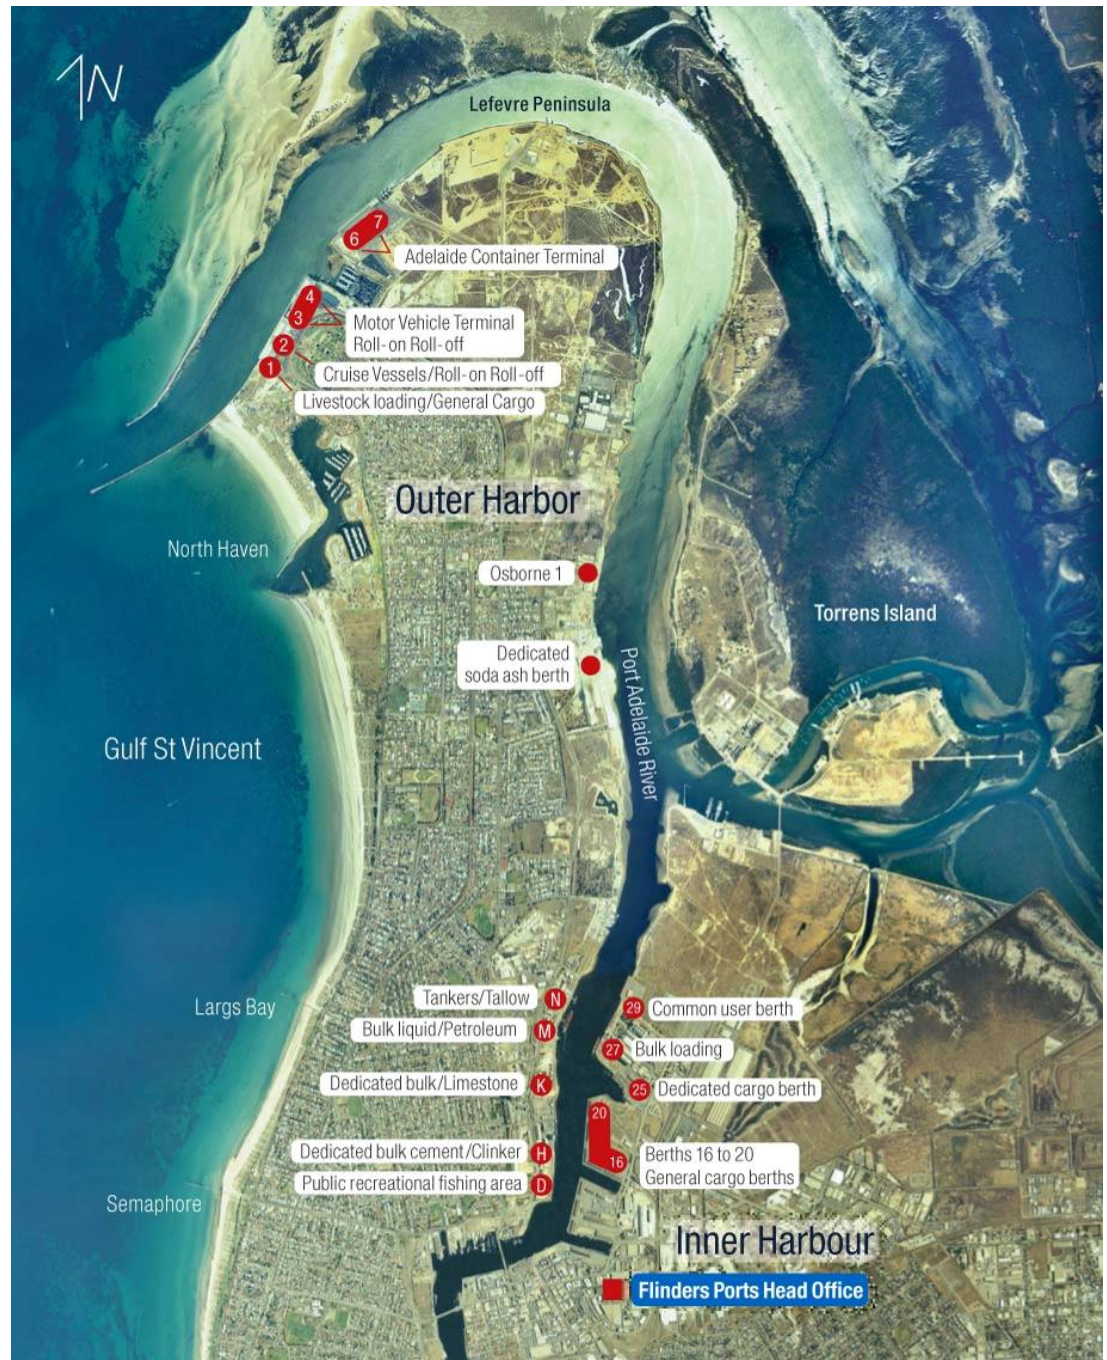 N
Lefevre Peninsula
7
6
Adelaide Container Terminal
4
3
Motor Vehicle Terminal
Roll-on Roll-off
2
Cruise Vessels/Roll-on Roll-off
1
Livestock loading/General Cargo
Outer Harbor
North Haven
Osborne 1
Torrens Island
Dedicated
soda ash berth
Port Adelaide River
Gulf St Vincent
Largs Bay
Tankers/Tallow
N
29
Common user berth
Bulk liquid/Petroleum
M
27
Bulk loading
Dedicated bulk/Limestone
K
25
Dedicated cargo berth
20
16
Berths 16 to 20
General cargo berths
Dedicated bulk cement/Clinker
H
Public recreational fishing area
D
Semaphore
Inner Harbour
Flinders Ports Head Office